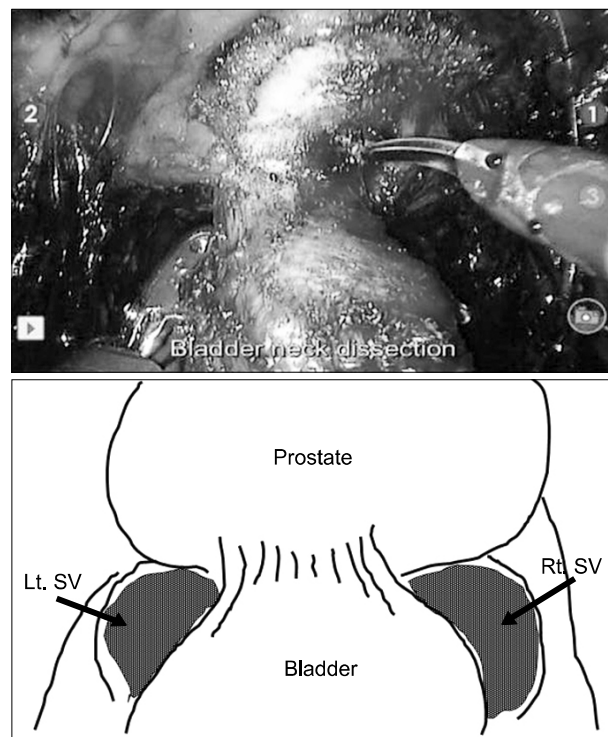 2
1
3
Bladder neck dissection
Prostate
Lt. SV
Rt. SV
Bladder